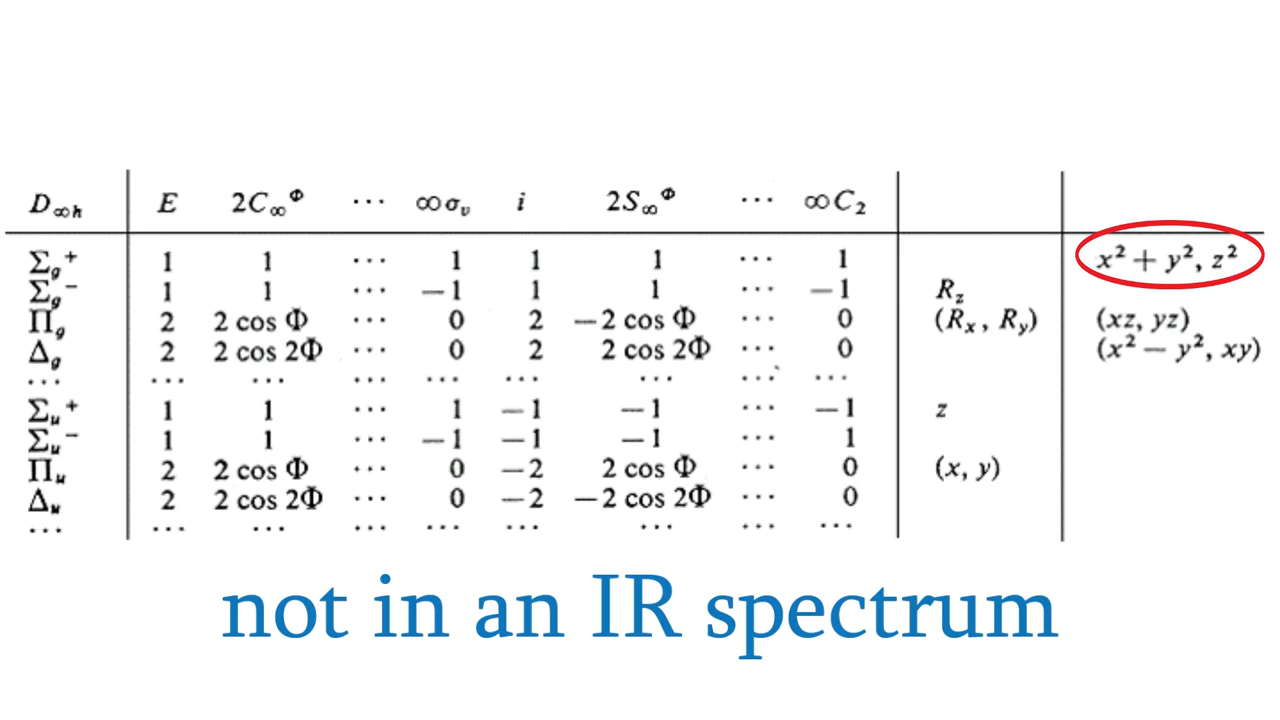 D∞h E 2C∞^Φ ··· ∞σv i 2S∞^Φ ··· ∞C2
Σg+ 1 1 ··· 1 1 1 ··· 1 x² + y², z²
Σg− 1 1 ··· −1 1 1 ··· −1 Rz
Πg 2 2 cos Φ ··· 0 2 −2 cos Φ ··· 0 (Rx, Ry) (xz, yz)
Δg 2 2 cos 2Φ ··· 0 2 2 cos 2Φ ··· 0 (x² − y², xy)
··· ··· ··· ··· ··· ··· ··· ··· ···
Σu+ 1 1 ··· 1 −1 −1 ··· −1 z
Σu− 1 1 ··· −1 −1 −1 ··· 1
Πu 2 2 cos Φ ··· 0 −2 2 cos Φ ··· 0 (x, y)
Δu 2 2 cos 2Φ ··· 0 −2 −2 cos 2Φ ··· 0
··· ··· ··· ··· ··· ··· ··· ··· ···
not in an IR spectrum